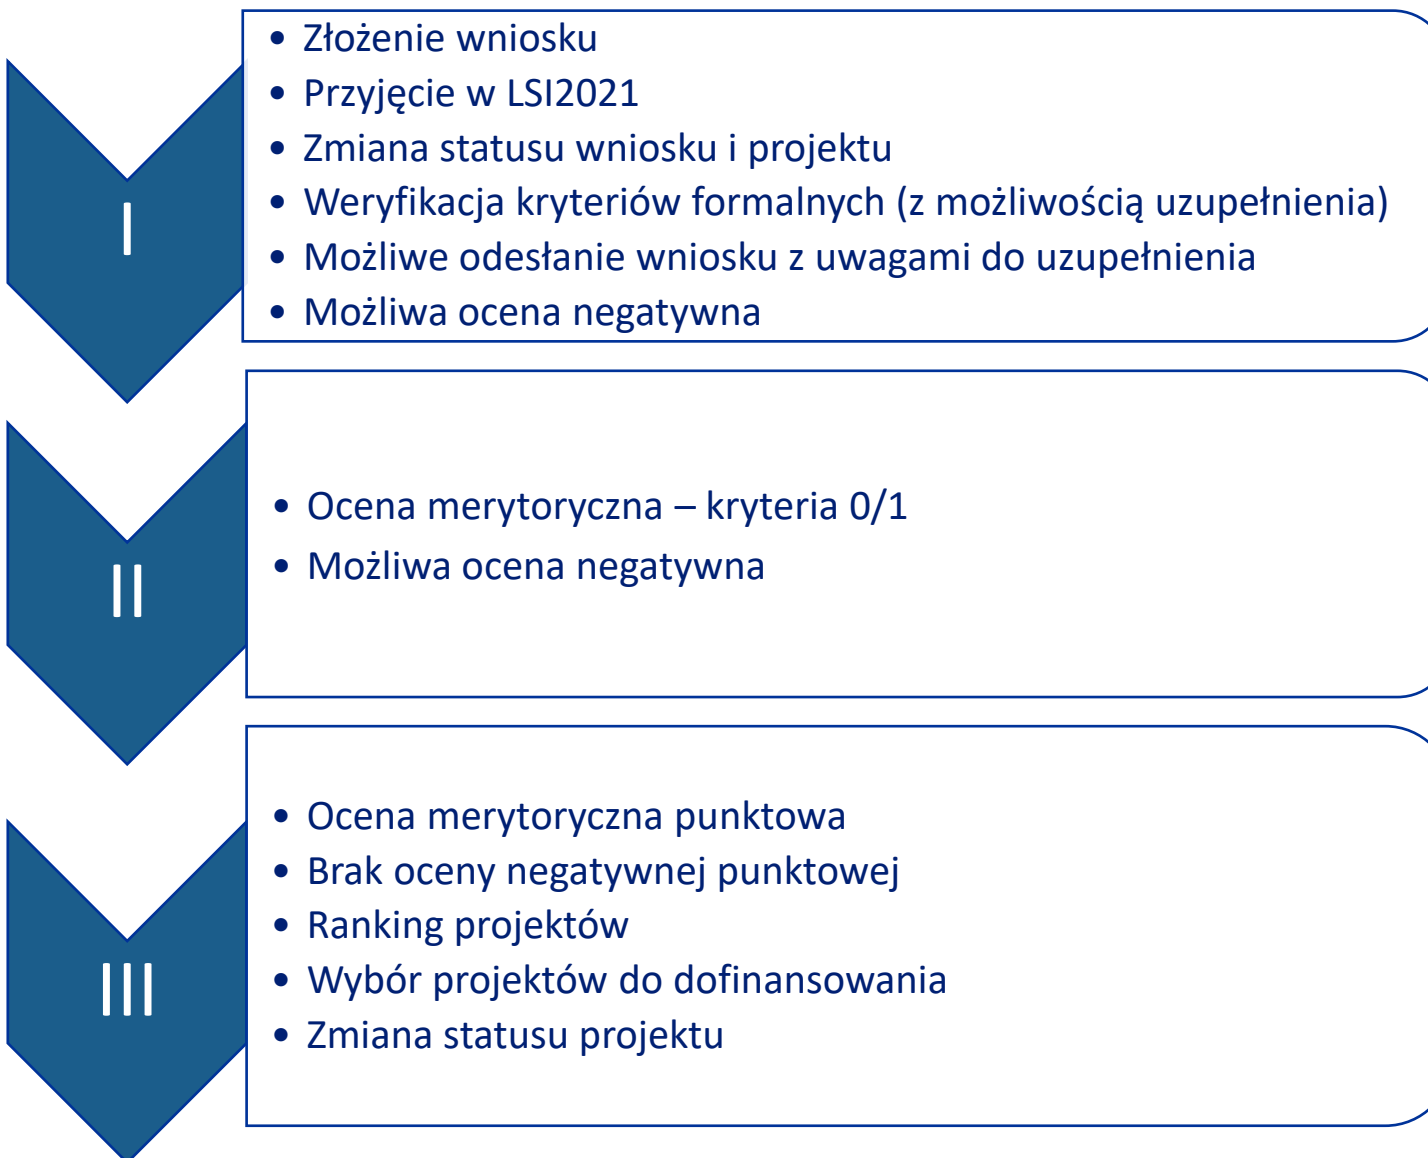 I
• Złożenie wniosku
• Przyjęcie w LSI2021
• Zmiana statusu wniosku i projektu
• Weryfikacja kryteriów formalnych (z możliwością uzupełnienia)
• Możliwe odesłanie wniosku z uwagami do uzupełnienia
• Możliwa ocena negatywna
II
• Ocena merytoryczna – kryteria 0/1
• Możliwa ocena negatywna
III
• Ocena merytoryczna punktowa
• Brak oceny negatywnej punktowej
• Ranking projektów
• Wybór projektów do dofinansowania
• Zmiana statusu projektu